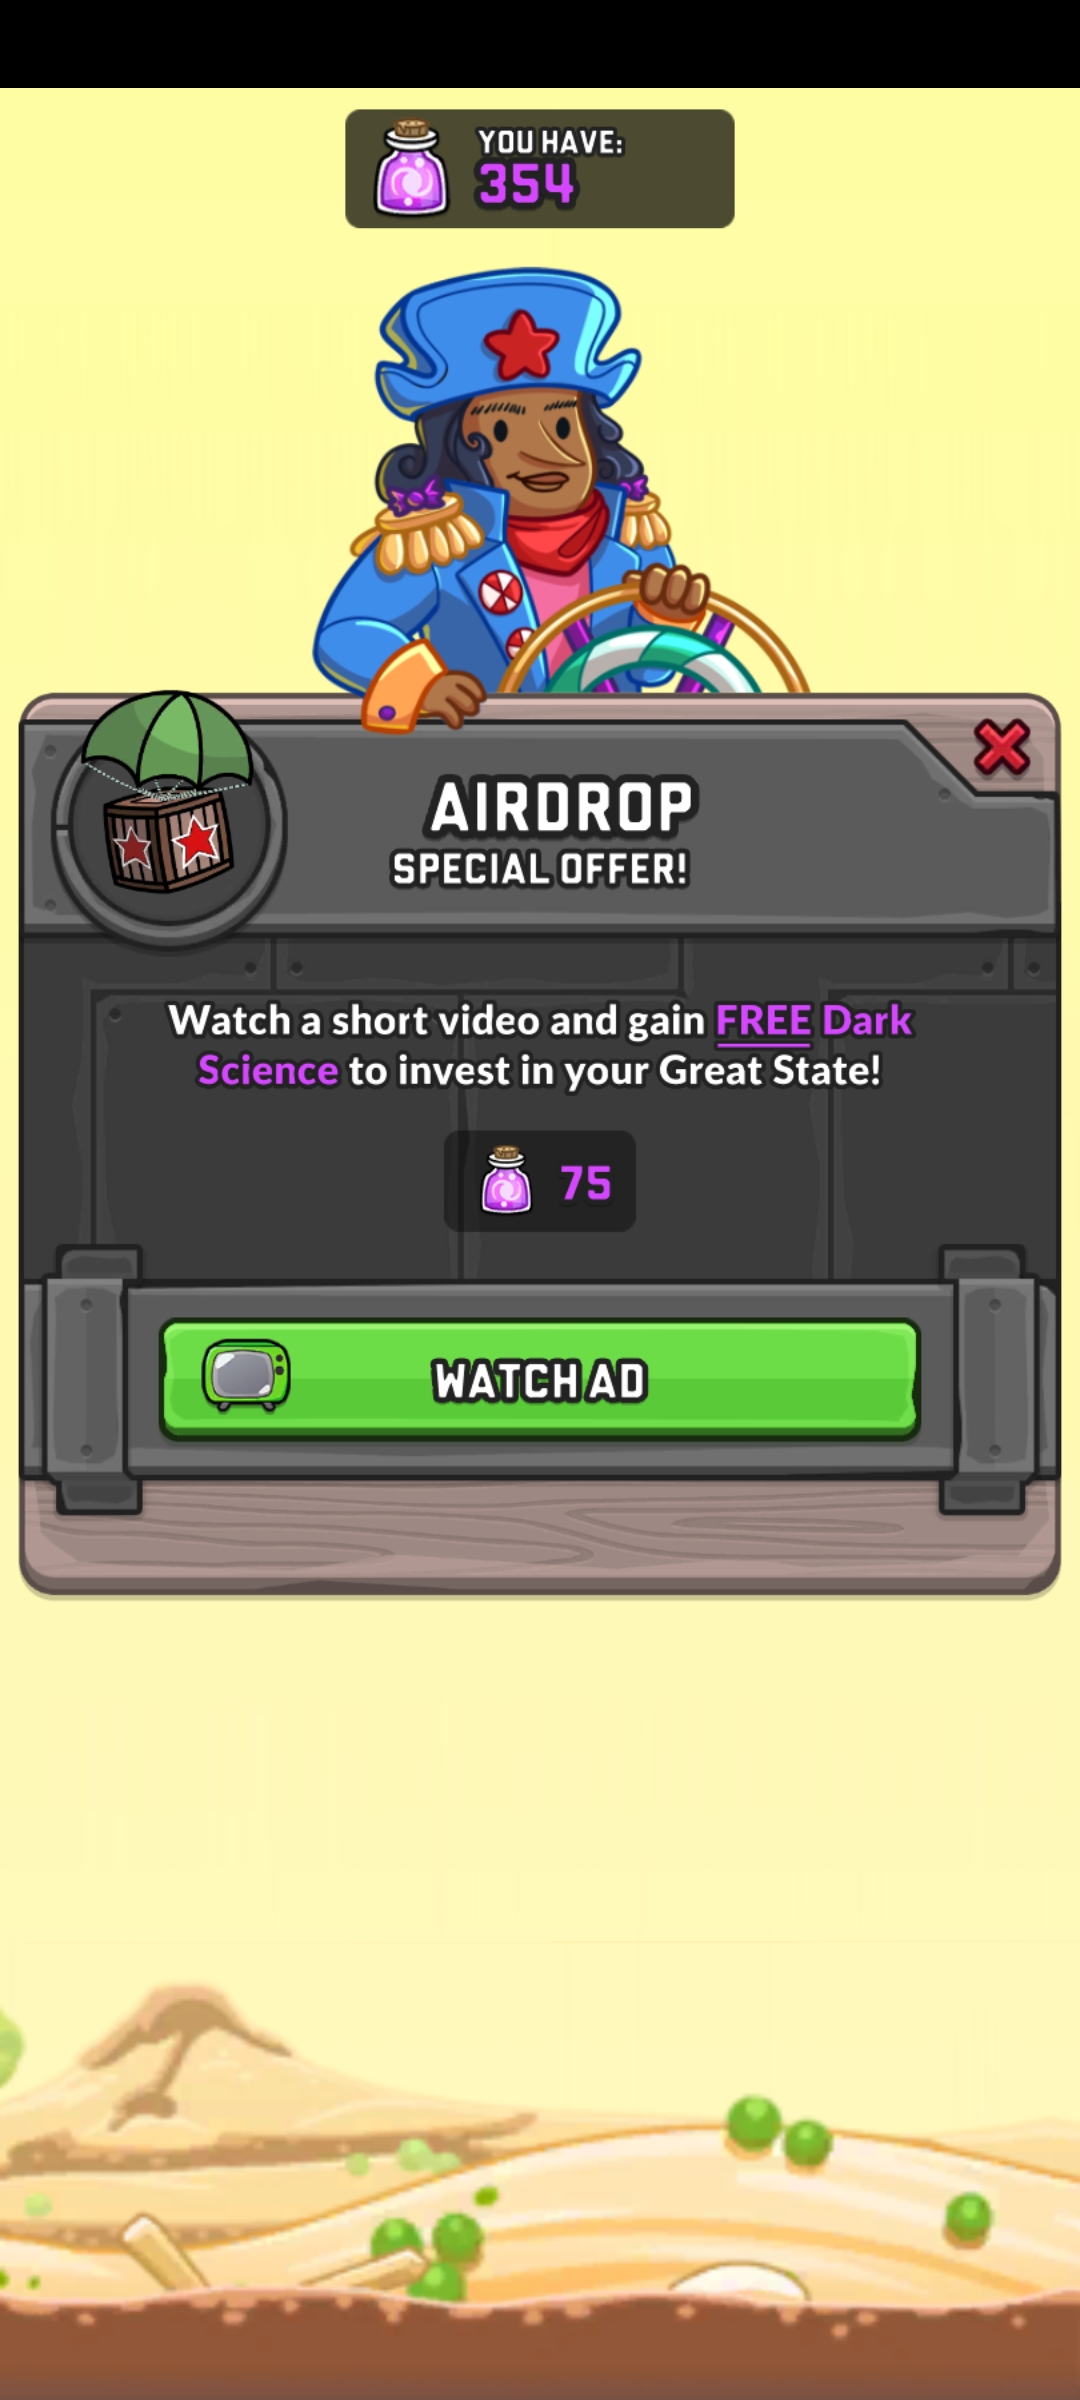 YOU HAVE:
354
AIRDROP
SPECIAL OFFER!
Watch a short video and gain FREE Dark
Science to invest in your Great State!
75
WATCH AD